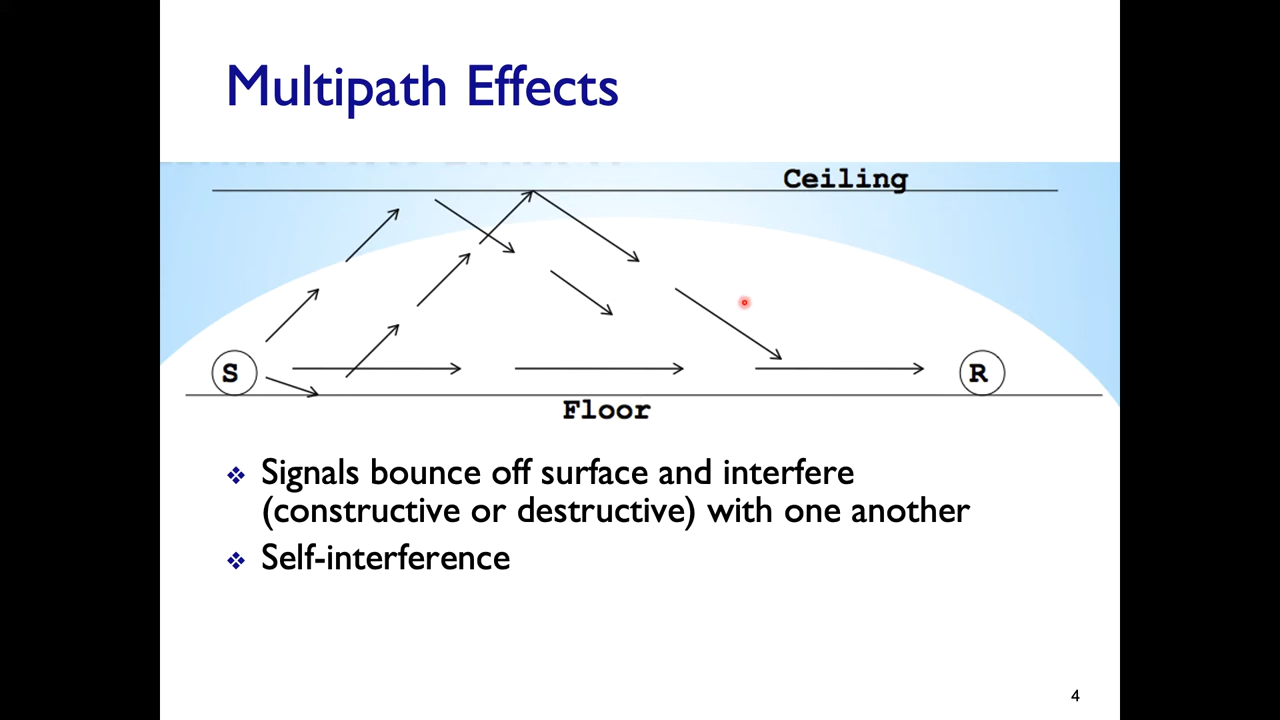 Multipath Effects
Ceiling
S
R
Floor
Signals bounce off surface and interfere
(constructive or destructive) with one another
Self-interference
4